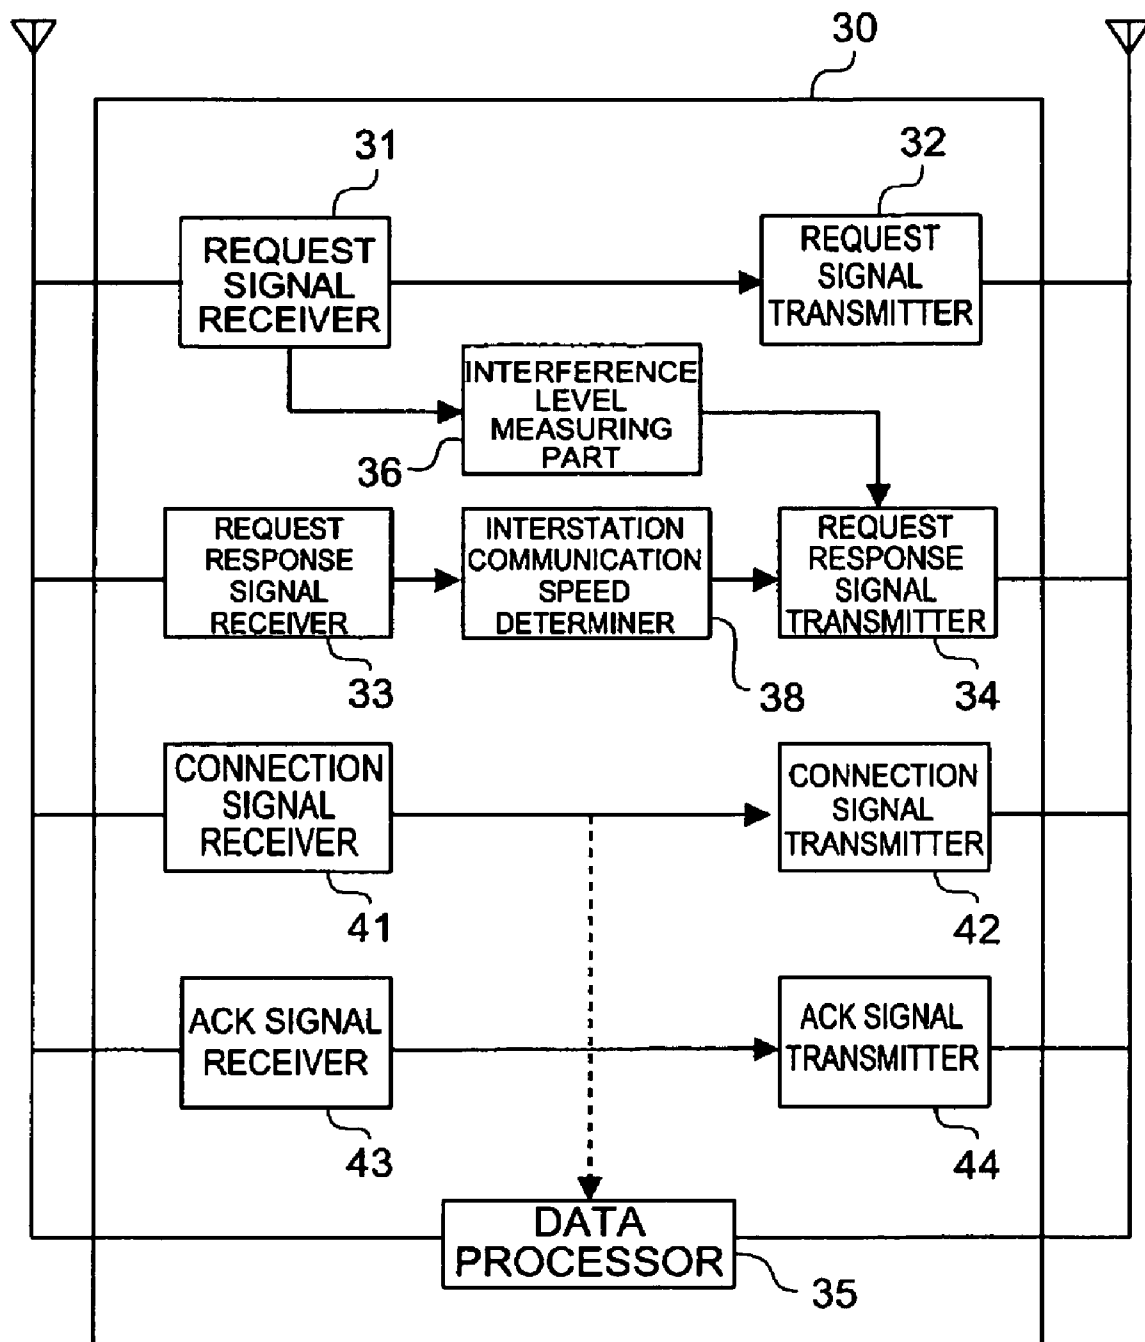 30
31
32
REQUEST
SIGNAL
RECEIVER
REQUEST
SIGNAL
TRANSMITTER
INTERFERENCE
LEVEL
MEASURING
PART
36
REQUEST
RESPONSE
SIGNAL
RECEIVER
INTERSTATION
COMMUNICATION
SPEED
DETERMINER
REQUEST
RESPONSE
SIGNAL
TRANSMITTER
33
38
34
CONNECTION
SIGNAL
RECEIVER
CONNECTION
SIGNAL
TRANSMITTER
41
42
ACK SIGNAL
RECEIVER
ACK SIGNAL
TRANSMITTER
43
44
DATA
PROCESSOR
35